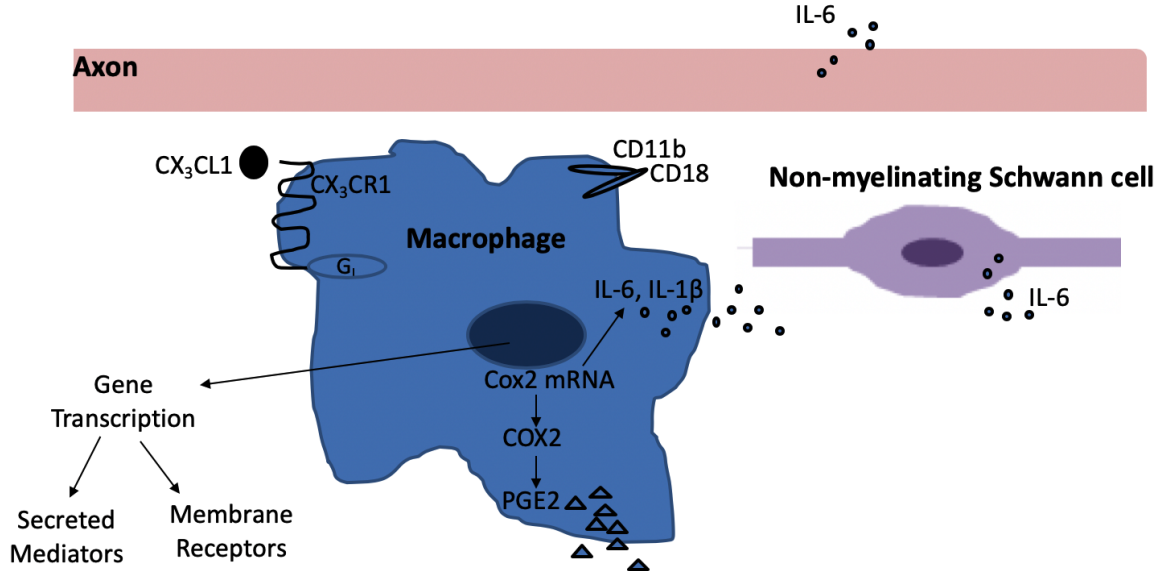 IL-6
Axon
CX₃CL1
CX₃CR1
CD11b
CD18
Non-myelinating Schwann cell
Macrophage
Gᵢ
IL-6, IL-1β
IL-6
Cox2 mRNA
Gene
Transcription
COX2
PGE2
Secreted
Mediators
Membrane
Receptors